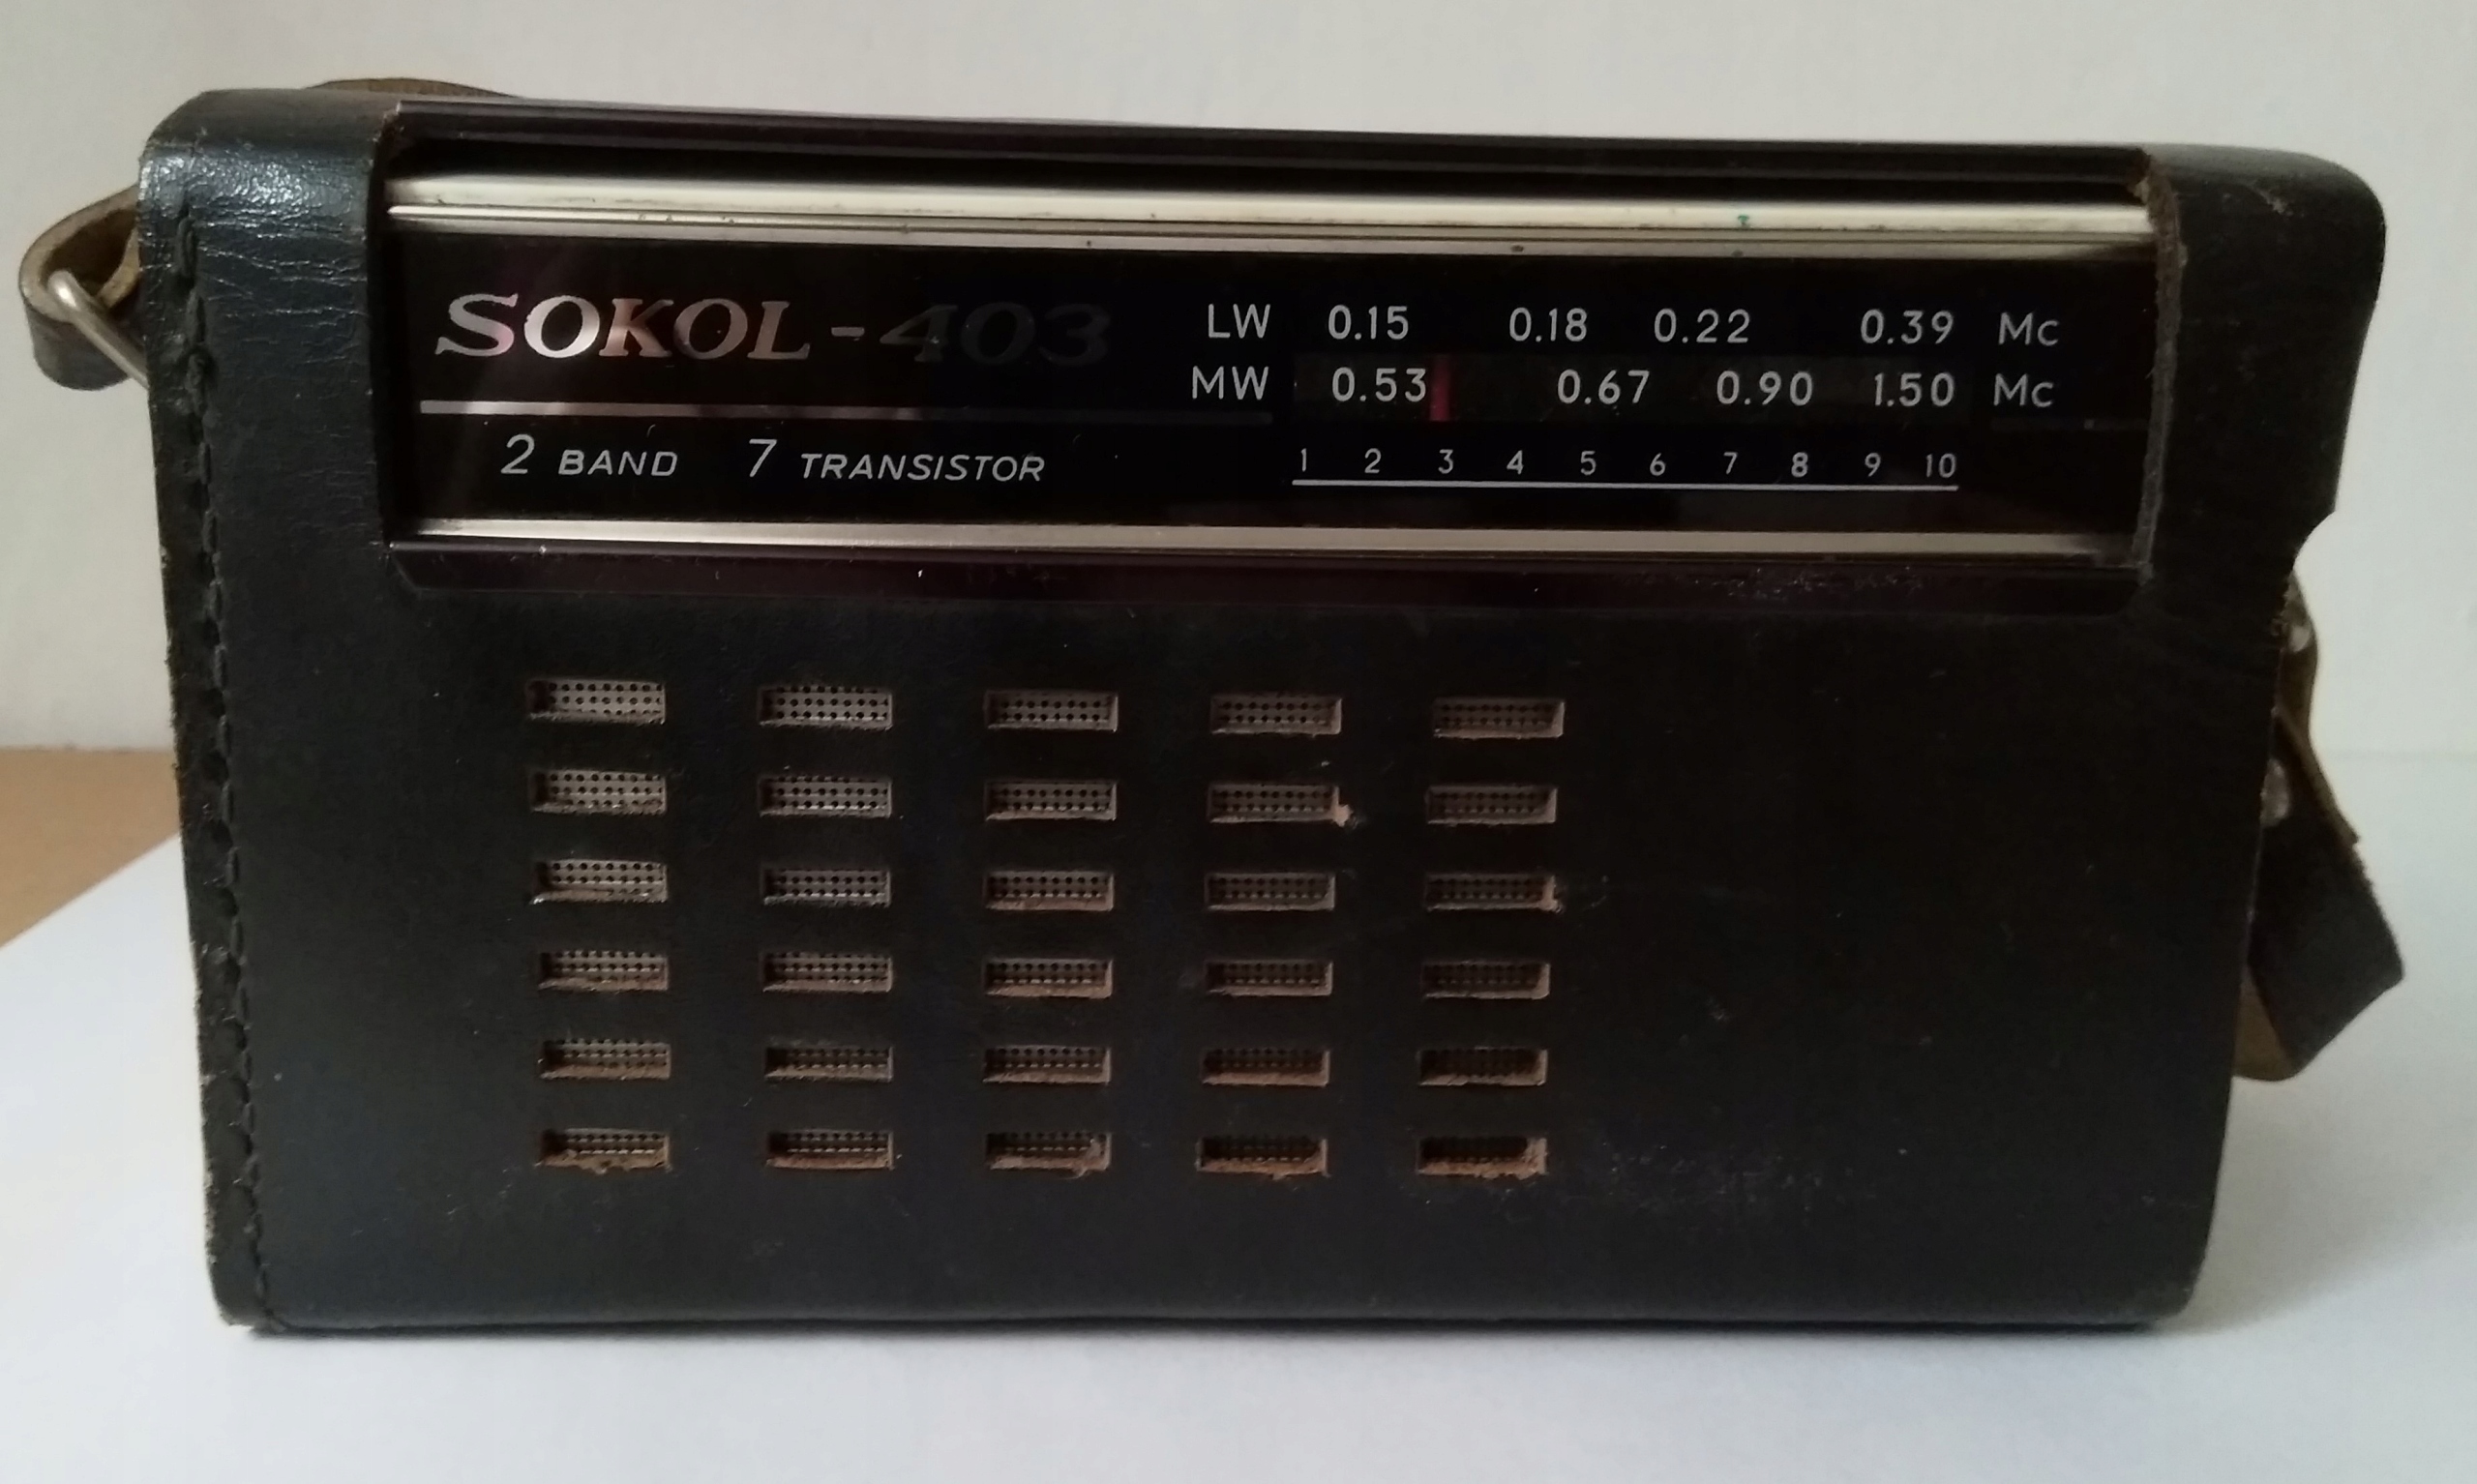 SOKOL-403
LW 0.15 0.18 0.22 0.39 Mc
MW 0.53 0.67 0.90 1.50 Mc
2 BAND 7 TRANSISTOR
1 2 3 4 5 6 7 8 9 10